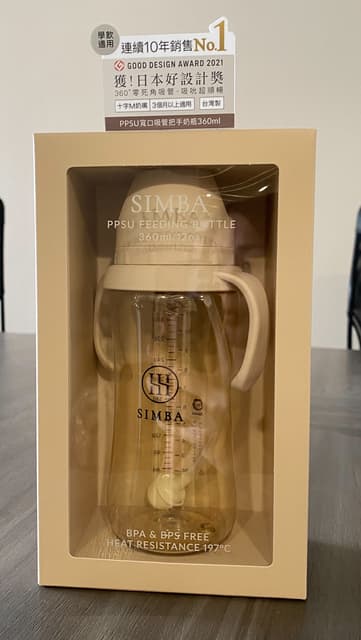 學飲
適用
連續10年銷售No.1
GOOD DESIGN AWARD 2021
獲!日本好設計獎
360°零死角吸管·吸吮超順暢
十字M奶嘴 3個月以上適用 台灣製
PPSU寬口吸管把手奶瓶360ml
SIMBA
PPSU FEEDING BOTTLE
360ml
SIMBA
BPA & BPS FREE
HEAT RESISTANCE 197°C